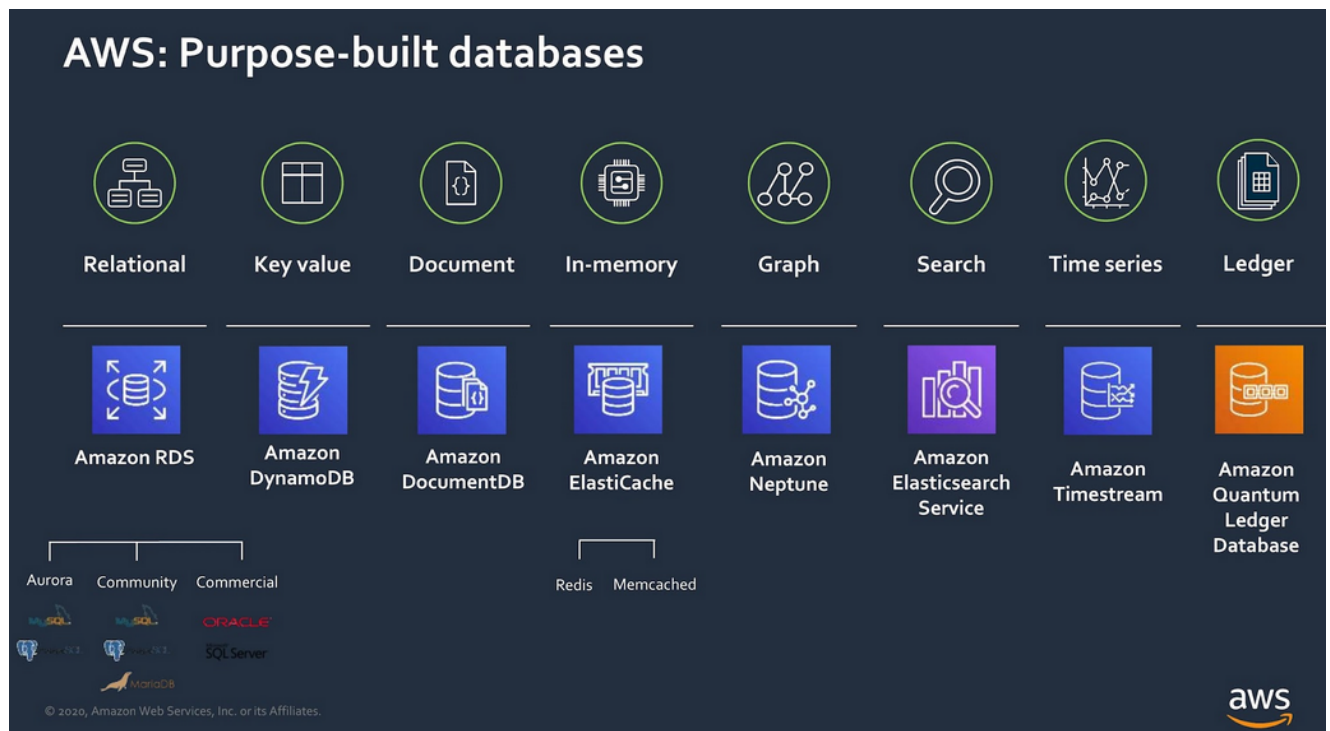 AWS: Purpose-built databases
Relational
Key value
Document
In-memory
Graph
Search
Time series
Ledger
Amazon RDS
Amazon
DynamoDB
Amazon
DocumentDB
Amazon
ElastiCache
Amazon
Neptune
Amazon
Elasticsearch
Service
Amazon
Timestream
Amazon
Quantum
Ledger
Database
Aurora
Community
Commercial
MySQL
MySQL
ORACLE
PostgreSQL
PostgreSQL
SQL Server
MariaDB
Redis
Memcached
© 2020, Amazon Web Services, Inc. or its Affiliates.
aws